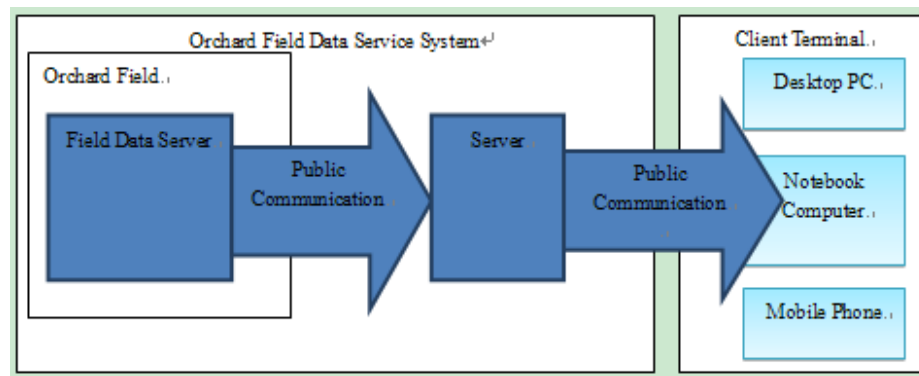 Orchard Field Data Service System
Client Terminal.
Orchard Field.
Desktop PC.
Field Data Server
Server
Public
Communication
Public
Communication
Notebook
Computer.
Mobile Phone.